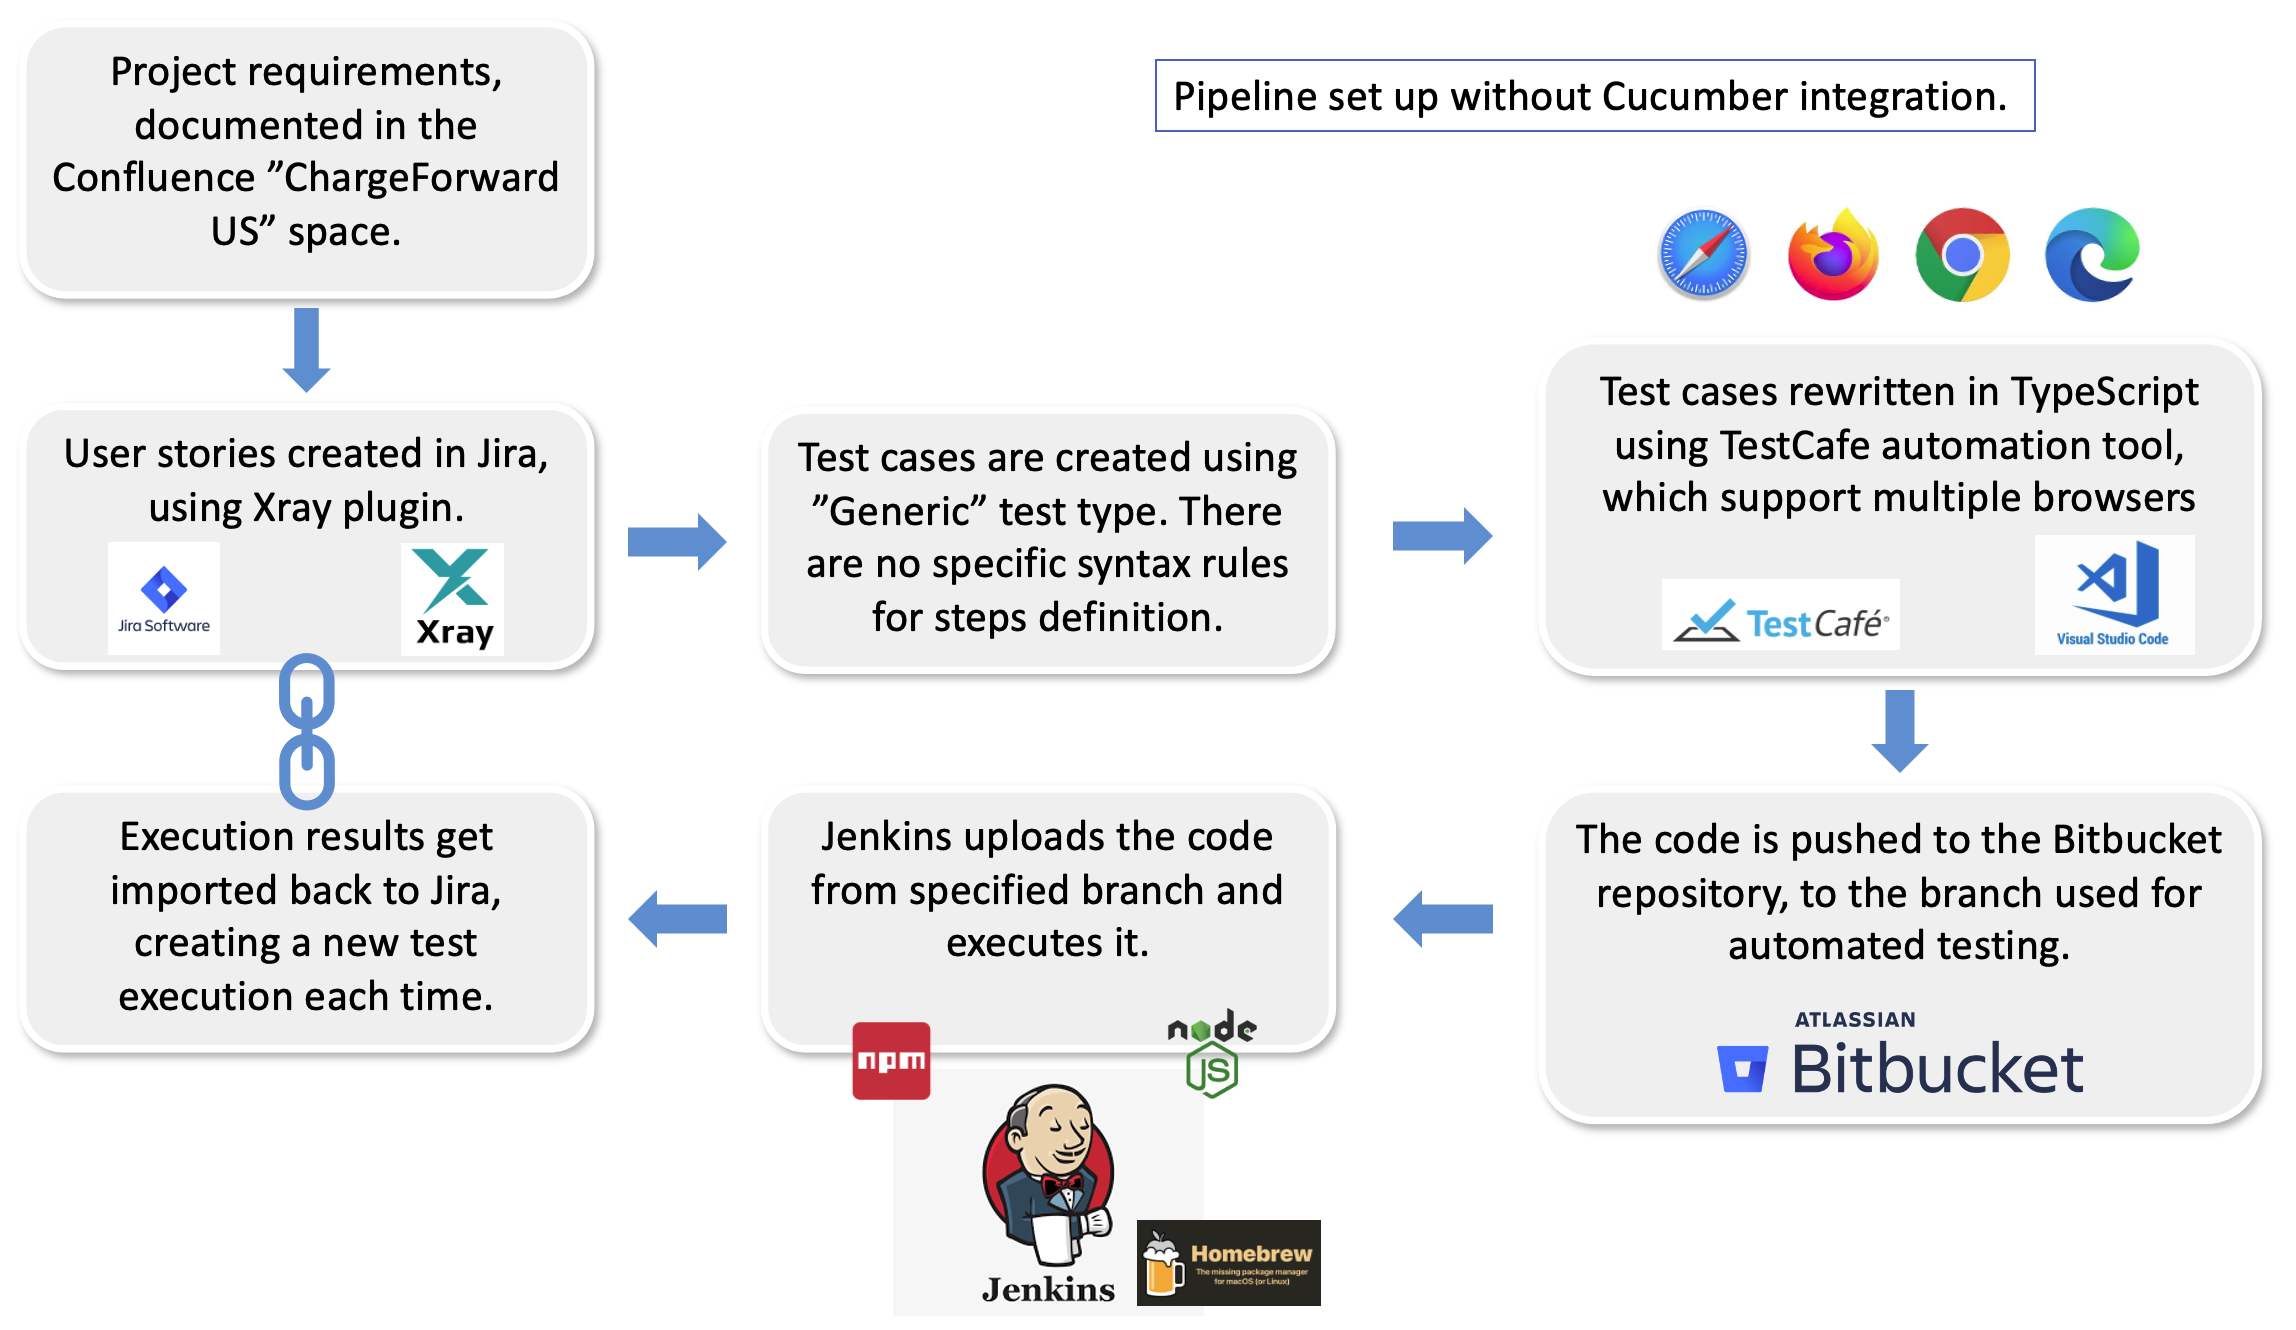 Project requirements,
documented in the
Confluence ”ChargeForward
US” space.
Pipeline set up without Cucumber integration.
User stories created in Jira,
using Xray plugin.
Jira Software
Xray
Test cases are created using
”Generic” test type. There
are no specific syntax rules
for steps definition.
Test cases rewritten in TypeScript
using TestCafe automation tool,
which support multiple browsers
TestCafé®
Visual Studio Code
The code is pushed to the Bitbucket
repository, to the branch used for
automated testing.
ATLASSIAN
Bitbucket
Jenkins uploads the code
from specified branch and
executes it.
npm
node
JS
Jenkins
Homebrew
The missing package manager
for macOS (or Linux)
Execution results get
imported back to Jira,
creating a new test
execution each time.